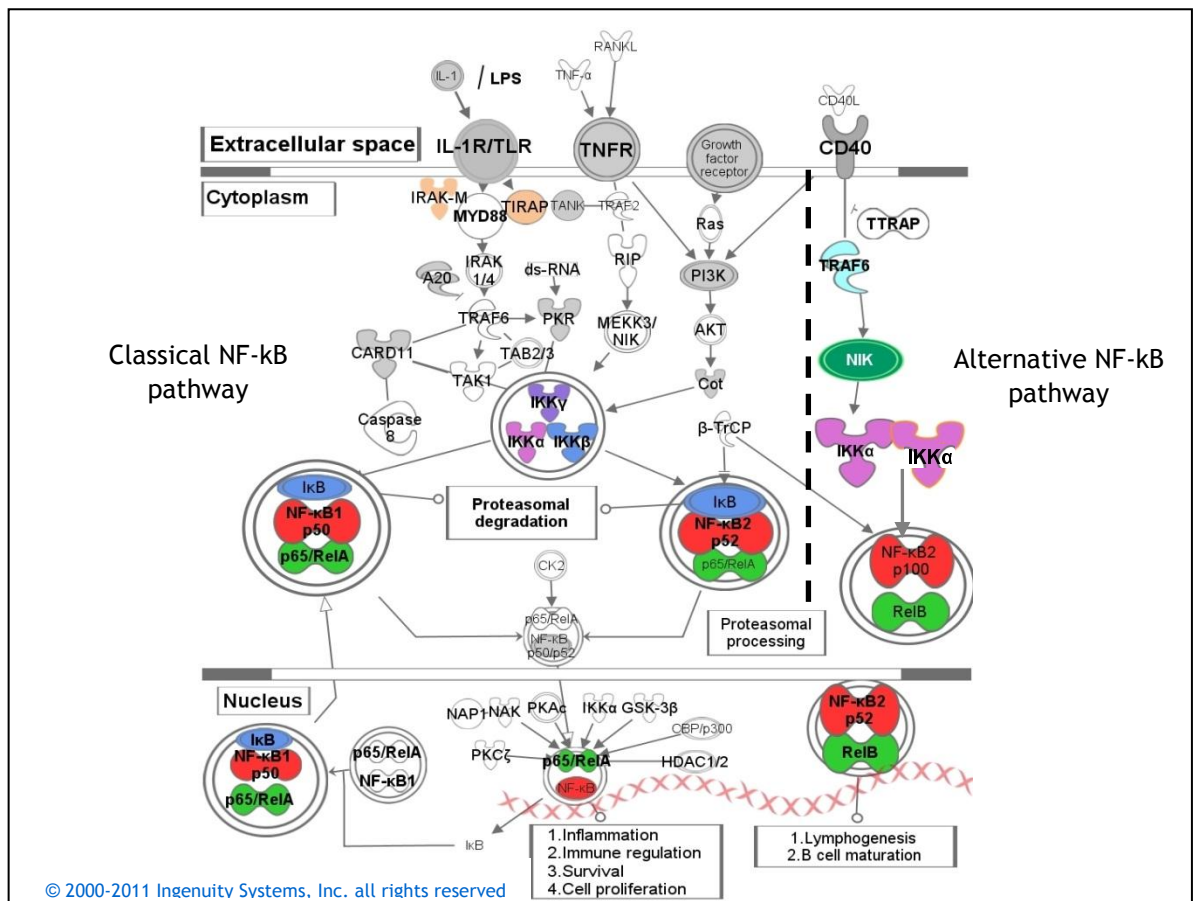 RANKL
TNF-α
IL-1
/ LPS
CD40L
Extracellular space
IL-1R/TLR
TNFR
Growth
factor
receptor
CD40
Cytoplasm
IRAK-M
MYD88
TIRAP
TANK
TRAF2
Ras
TTRAP
A20
IRAK
1/4
ds-RNA
RIP
PI3K
TRAF6
TRAF6
PKR
MEKK3/
NIK
AKT
CARD11
TAB2/3
TAK1
Cot
NIK
Classical NF-kB
pathway
Alternative NF-kB
pathway
Caspase
8
IKKγ
IKKα
IKKβ
β-TrCP
IKKα
IKKα
IκB
NF-κB1
p50
p65/RelA
Proteasomal
degradation
IκB
NF-κB2
p52
p65/RelA
NF-κB2
p100
RelB
CK2
p65/RelA
NF-κB
p50/p52
Proteasomal
processing
Nucleus
NAP1
NAK
PKAc
IKKα
GSK-3β
CBP/p300
PKCζ
p65/RelA
HDAC1/2
NF-κB
NF-κB2
p52
RelB
IκB
NF-κB1
p50
p65/RelA
p65/RelA
NF-κB1
IκB
1.Inflammation
2.Immune regulation
3.Survival
4.Cell proliferation
1.Lymphogenesis
2.B cell maturation
© 2000-2011 Ingenuity Systems, Inc. all rights reserved